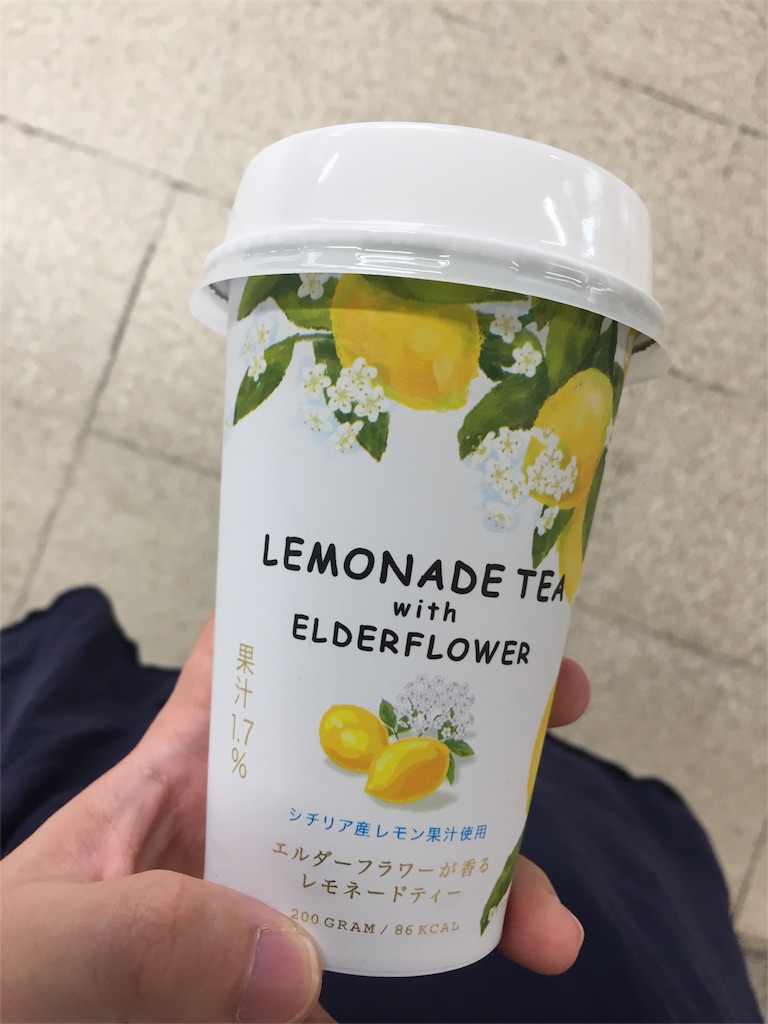 LEMONADE TEA
with
ELDERFLOWER
果汁1.7%
シチリア産レモン果汁使用
エルダーフラワーが香る
レモネードティー
200 GRAM / 86 KCAL